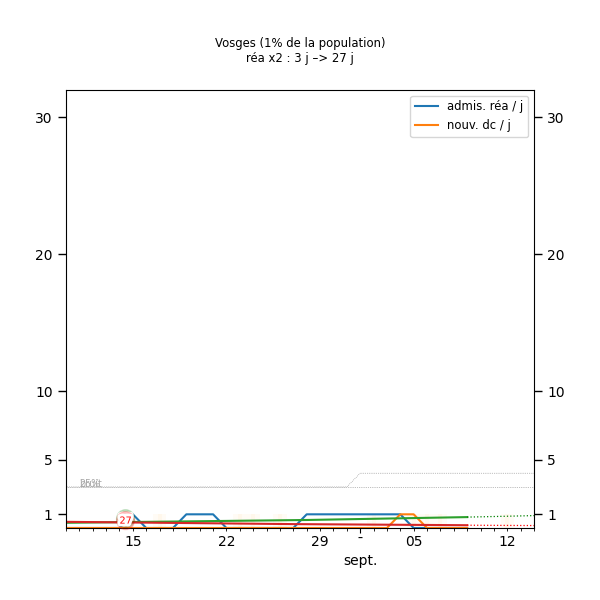 Vosges (1% de la population)
réa x2 : 3 j –> 27 j
admis. réa / j
nouv. dc / j
30 30
20 20
10 10
5 5
1 1
27
15 22 29 - 05 12
sept.